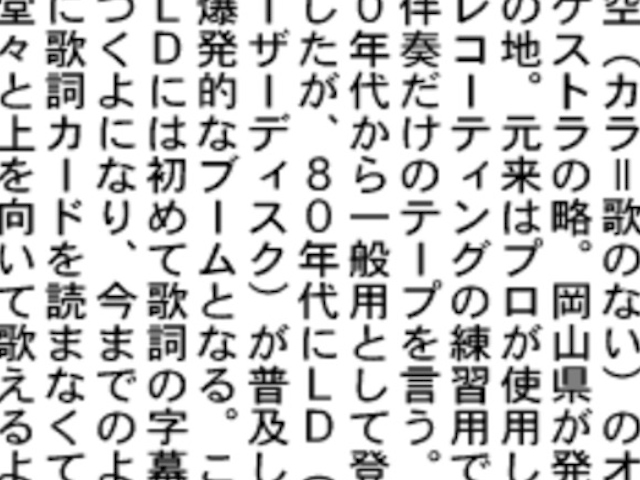 空（カラ＝歌のない）のオ
ケストラの略。岡山県が発
の地。元来はプロが使用し
レコーティングの練習用で
伴奏だけのテープを言う。
０年代から一般用として登
したが、８０年代にＬＤ（
ーザーディスク）が普及し
爆発的なブームとなる。こ
ＬＤには初めて歌詞の字幕
つくよになり、今までのよ
に歌詞カードを読まなくて
堂々と上を向いて歌えるよ